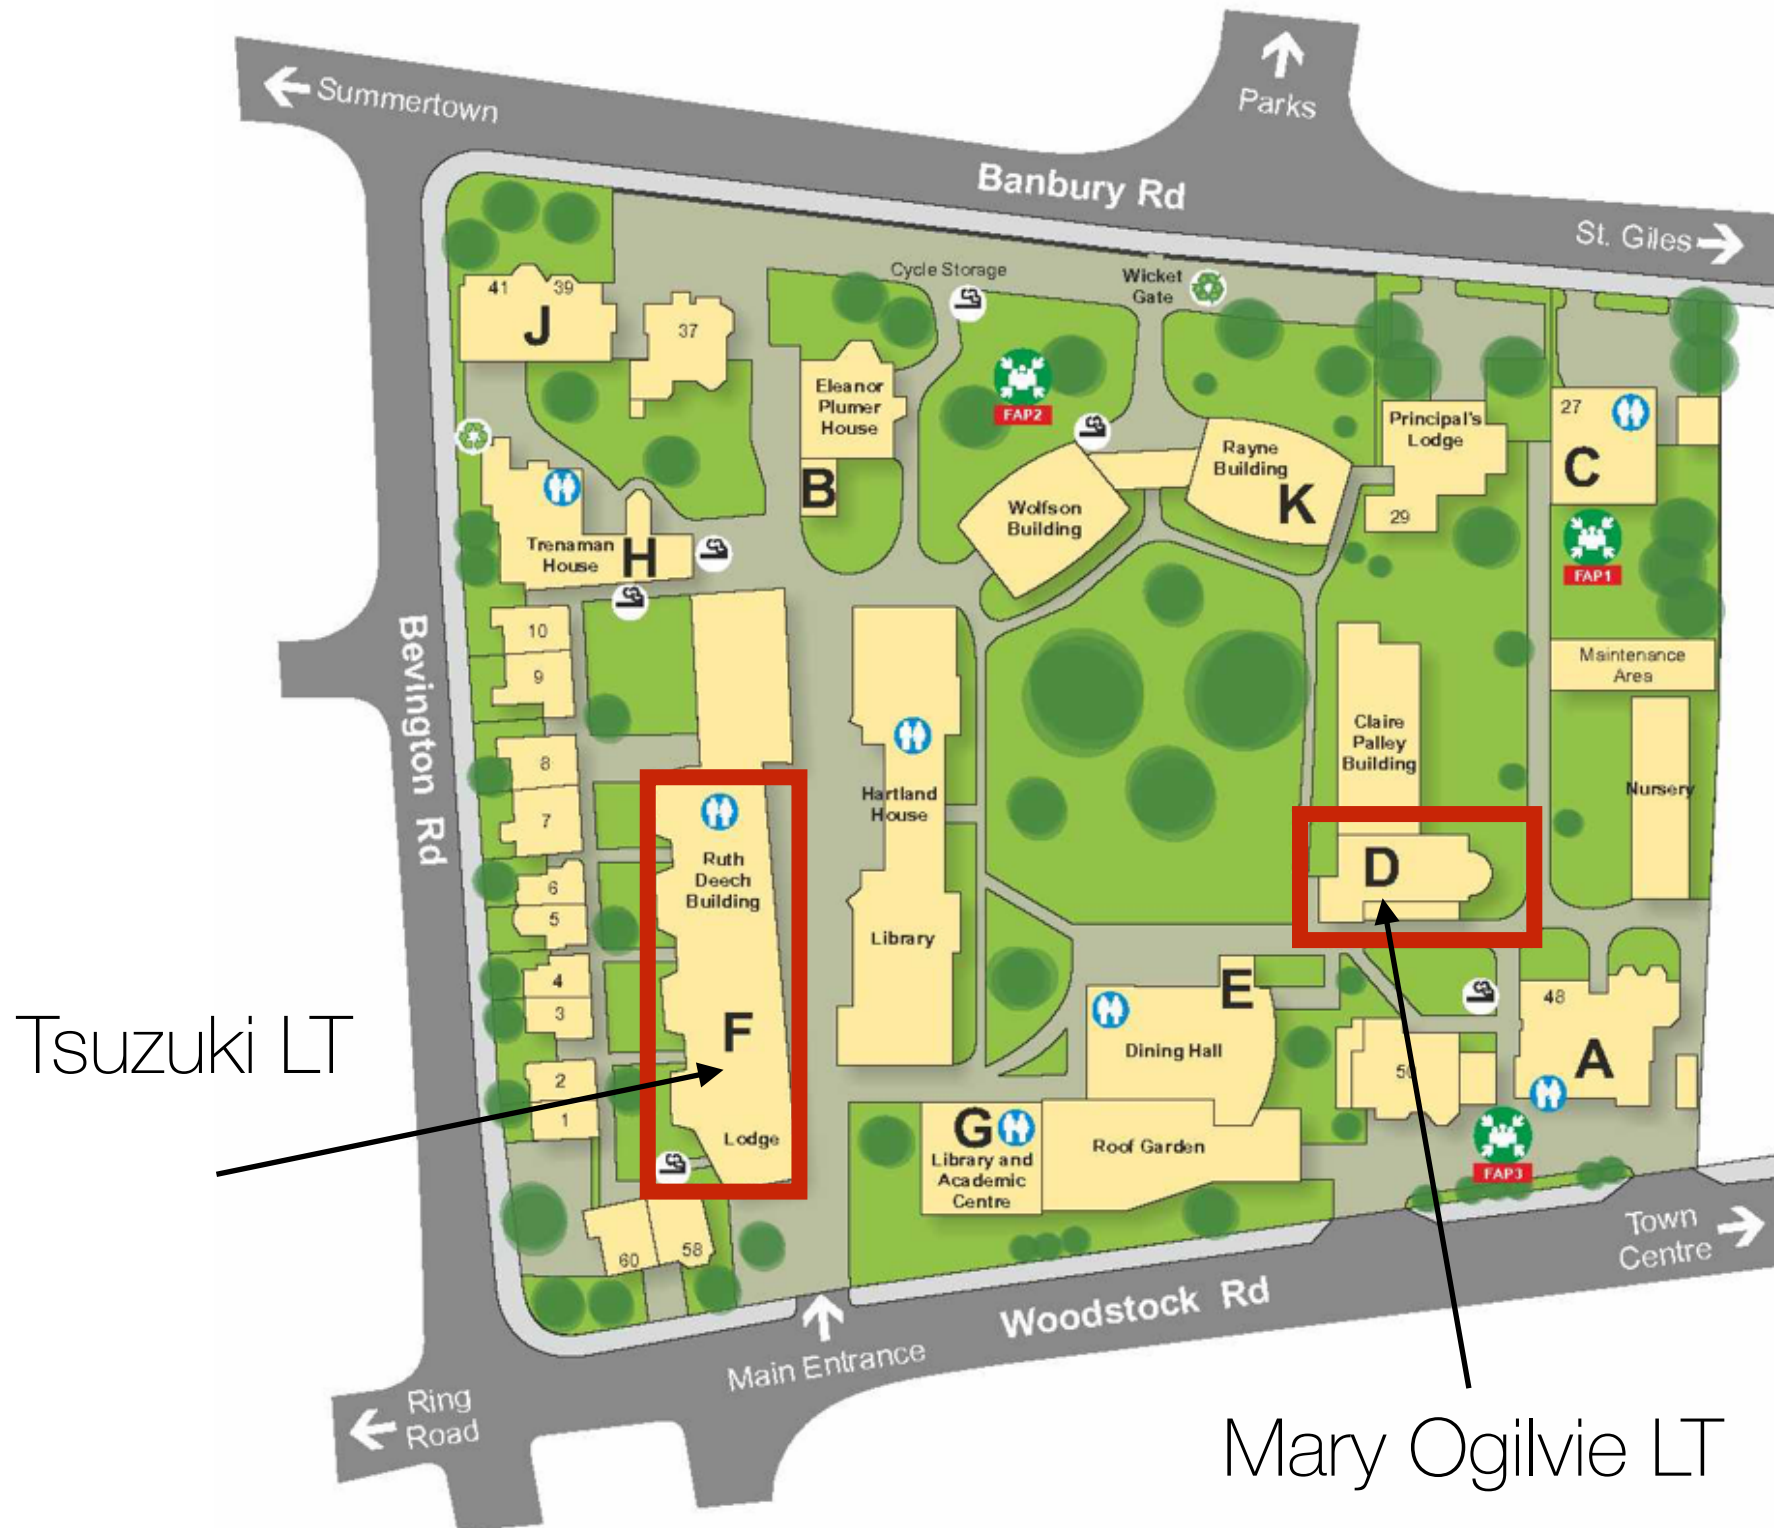 Summertown
Parks
Banbury Rd
St. Giles
Cycle Storage
Wicket
Gate
41
39
J
37
Eleanor
Plumer
House
B
FAP2
Rayne
Building
K
Principal's
Lodge
29
27
C
FAP1
Wolfson
Building
Trenaman
House
H
Bevington Rd
10
9
8
7
6
5
4
3
2
1
60
58
Ruth
Deech
Building
F
Lodge
Hartland
House
Library
Claire
Palley
Building
D
Maintenance
Area
Nursery
E
Dining Hall
G
Library and
Academic
Centre
Roof Garden
48
A
FAP3
Tsuzuki LT
Town
Centre
Woodstock Rd
Main Entrance
Ring
Road
Mary Ogilvie LT